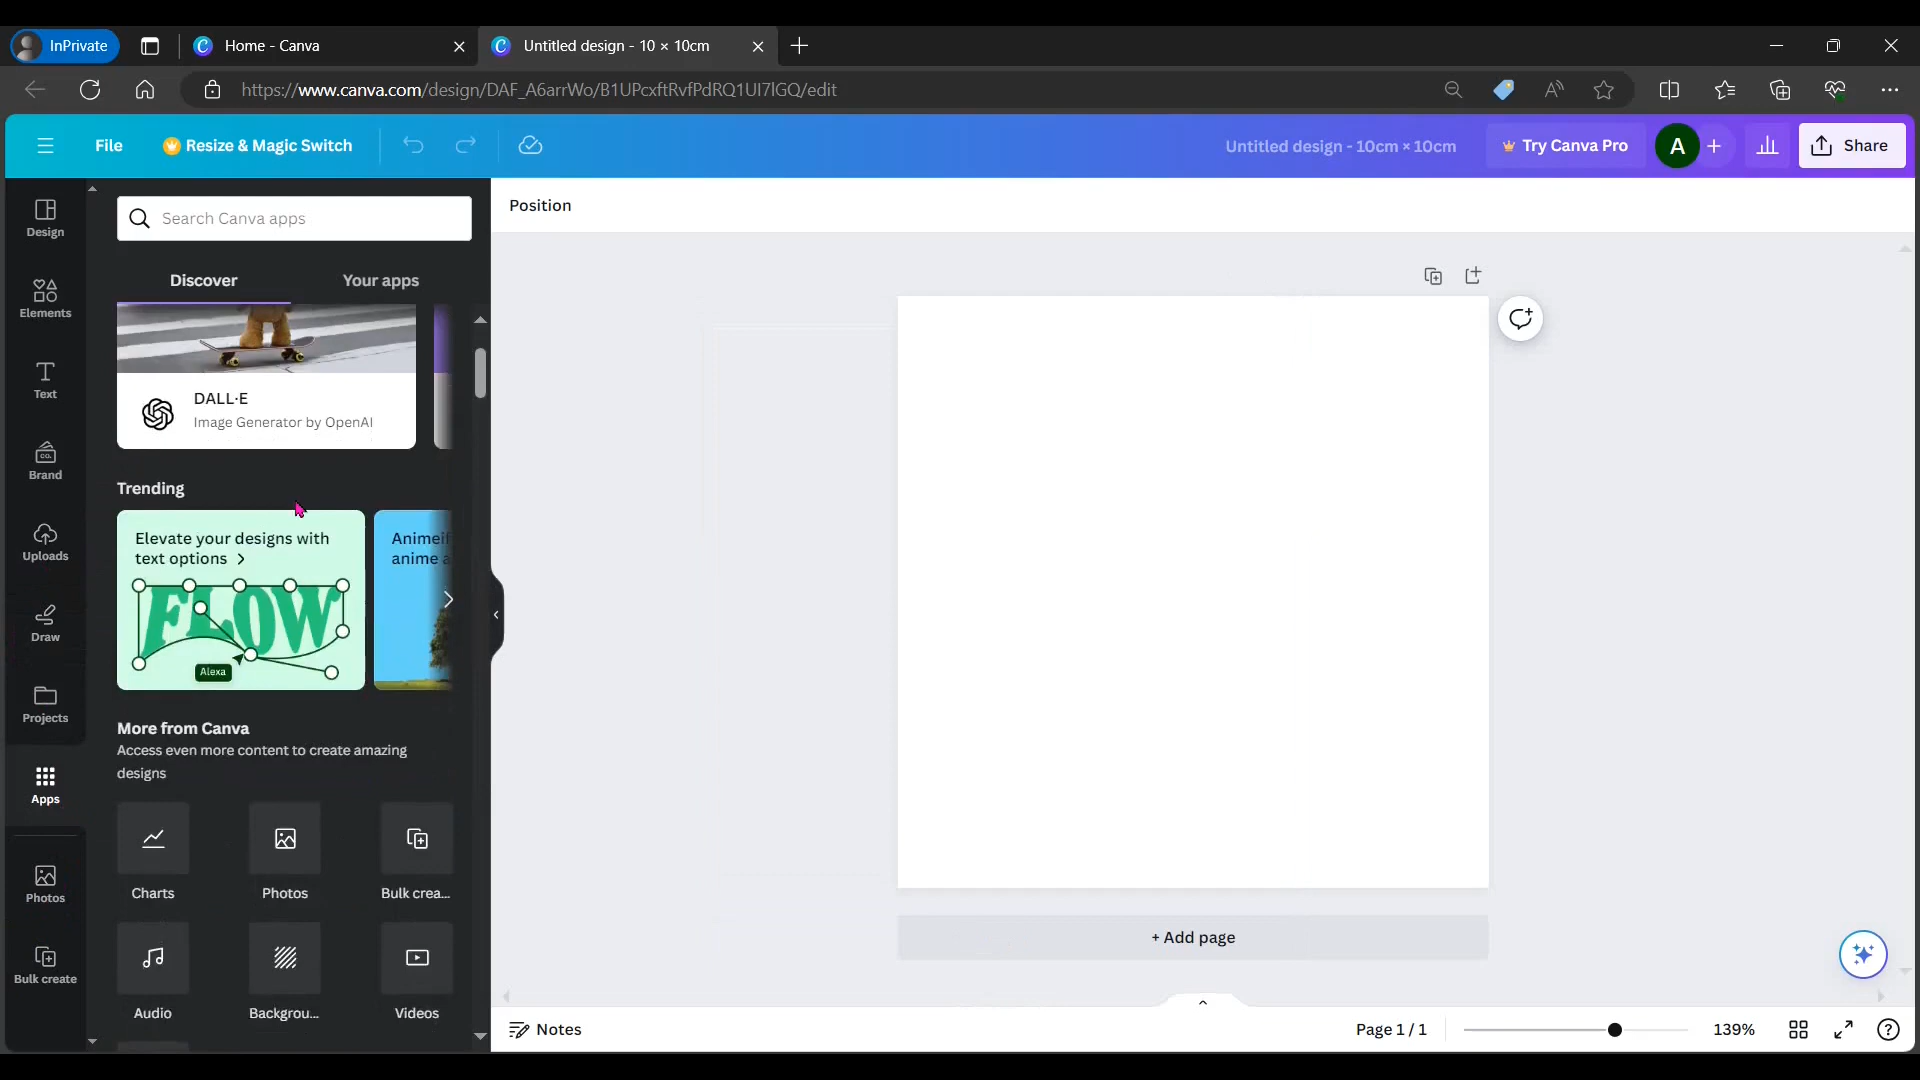 InPrivate
Home - Canva
Untitled design - 10 × 10cm
https://www.canva.com/design/DAF_A6arrWo/B1UPcxftRvfPdRQ1UI7lGQ/edit
File
Resize & Magic Switch
Untitled design - 10cm × 10cm
Try Canva Pro
A
Share
Design
Elements
Text
Brand
Uploads
Draw
Projects
Apps
Photos
Bulk create
Search Canva apps
Discover
Your apps
DALL·E
Image Generator by OpenAI
Trending
Elevate your designs with
text options >
FLOW
Alexa
Animeif
anime a
More from Canva
Access even more content to create amazing
designs
Charts
Photos
Bulk crea...
Audio
Backgrou...
Videos
Position
+ Add page
Notes
Page 1 / 1
139%